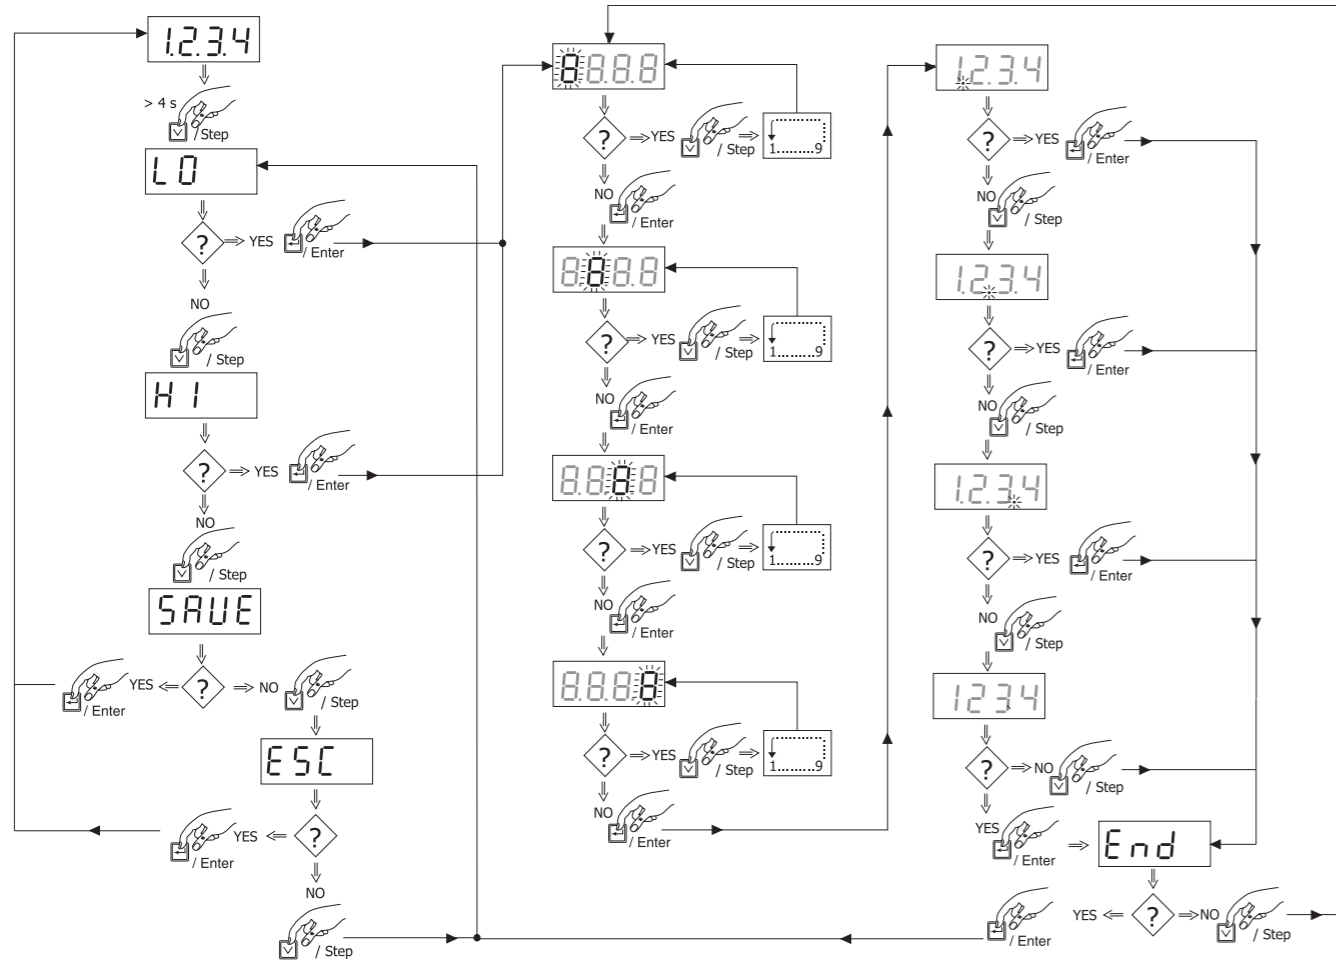 1.2.3.4
> 4 s
/ Step
LO
?
YES
/ Enter
NO
/ Step
HI
?
YES
/ Enter
NO
/ Step
SAVE
YES
?
NO
/ Enter
/ Step
ESC
YES
?
/ Enter
NO
/ Step
8.8.8.8
?
YES
/ Step
1.........9
NO
/ Enter
8.8.8.8
?
YES
/ Step
1.........9
NO
/ Enter
8.8.8.8
?
YES
/ Step
1.........9
NO
/ Enter
8.8.8.8
?
YES
/ Step
1.........9
NO
/ Enter
1.2.3.4
?
YES
/ Enter
NO
/ Step
1.2.3.4
?
YES
/ Enter
NO
/ Step
1.2.3.4
?
YES
/ Enter
NO
/ Step
1234
?
NO
/ Step
YES
/ Enter
End
YES
?
NO
/ Enter
/ Step